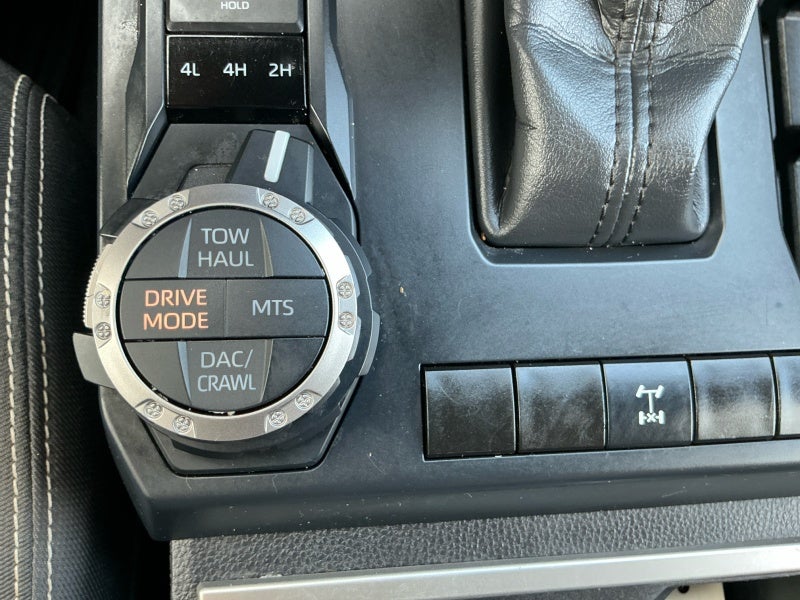 HOLD
4L 4H 2H
TOW
HAUL
DRIVE
MODE
MTS
DAC/
CRAWL